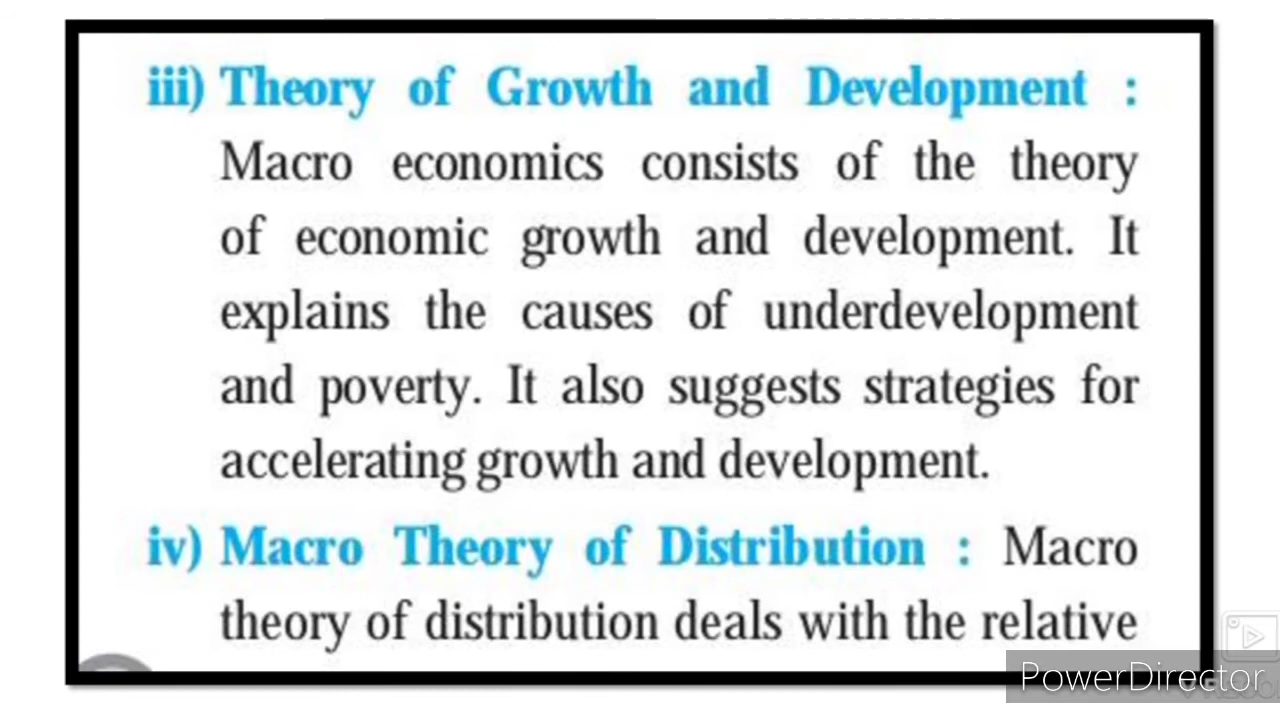 iii) Theory of Growth and Development :
Macro economics consists of the theory
of economic growth and development. It
explains the causes of underdevelopment
and poverty. It also suggests strategies for
accelerating growth and development.
iv) Macro Theory of Distribution : Macro
theory of distribution deals with the relative
PowerDirector